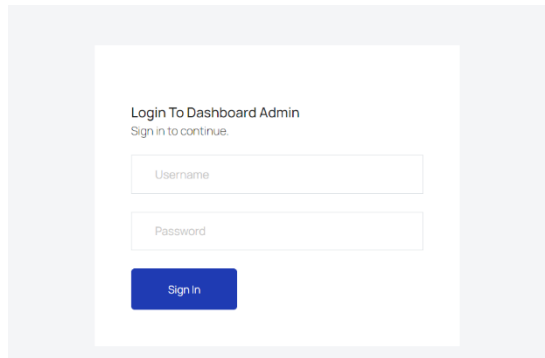 Login To Dashboard Admin
Sign in to continue.
Username
Password
Sign In